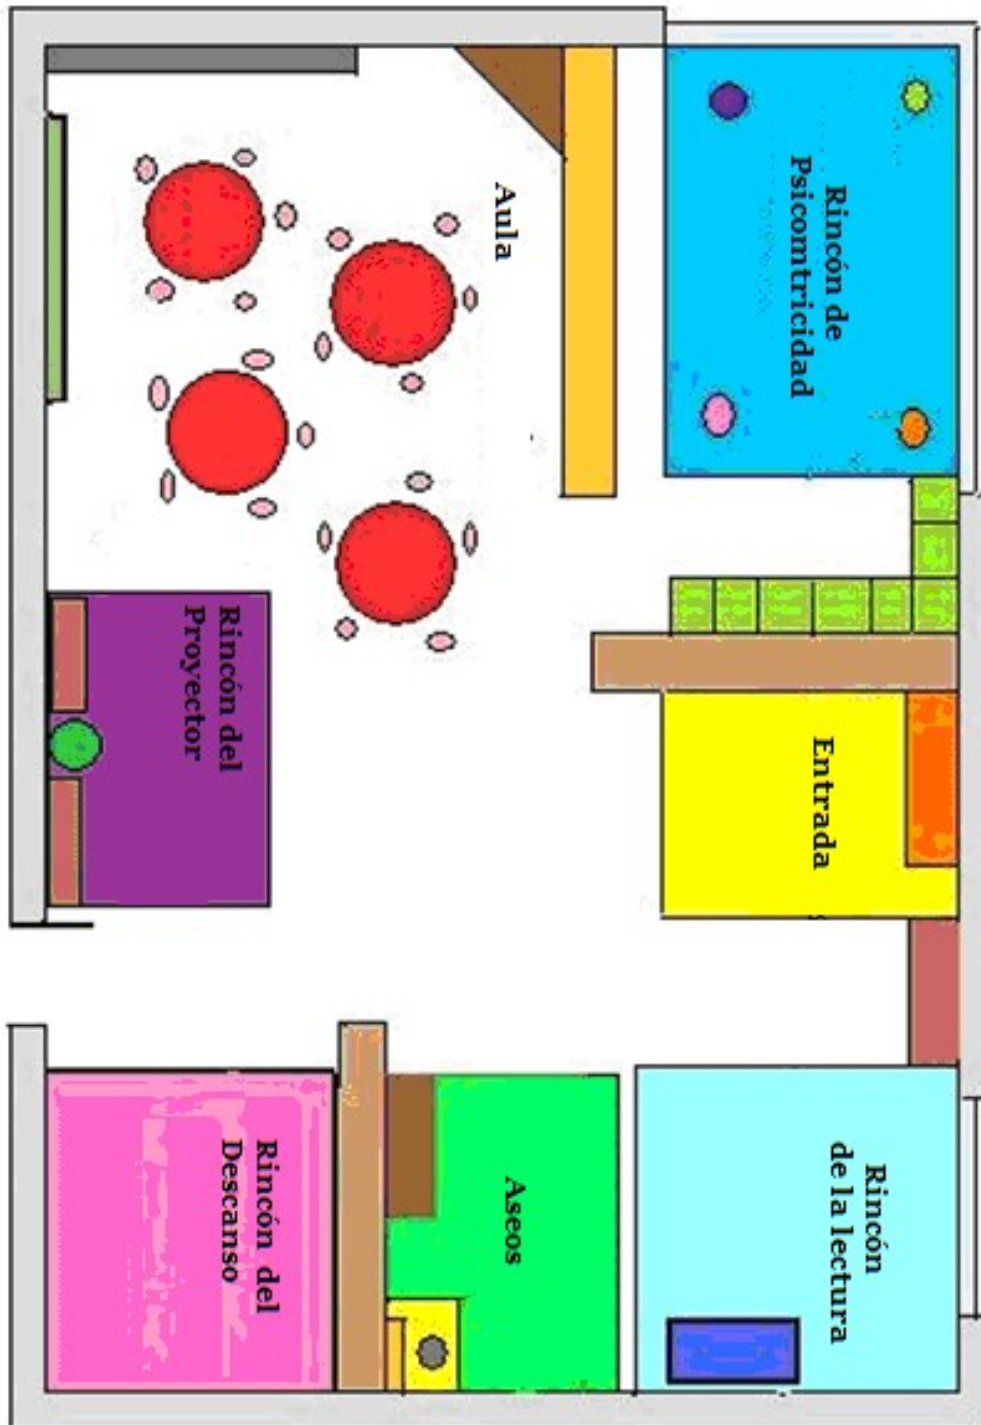 Aula
Rincón de
Psicomtricidad
Rincón del
Proyector
Entrada
Rincón del
Descanso
Aseos
Rincón
de la lectura